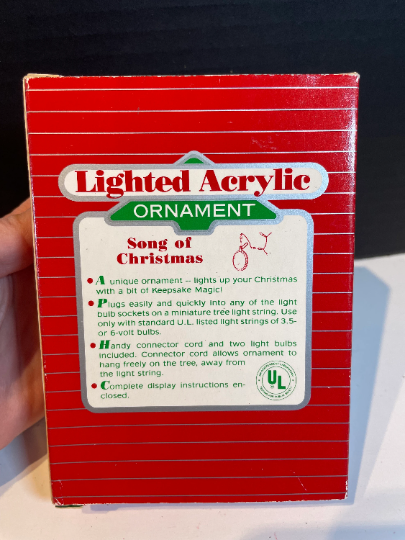 Lighted Acrylic
ORNAMENT
Song of
Christmas
• A unique ornament – lights up your Christmas
with a bit of Keepsake Magic!
• Plugs easily and quickly into any of the light
bulb sockets on a miniature tree light string. Use
only with standard U.L. listed light strings of 3.5-
or 6-volt bulbs.
• Handy connector cord and two light bulbs
included. Connector cord allows ornament to
hang freely on the tree, away from
the light string.
• Complete display instructions en-
closed.
UL